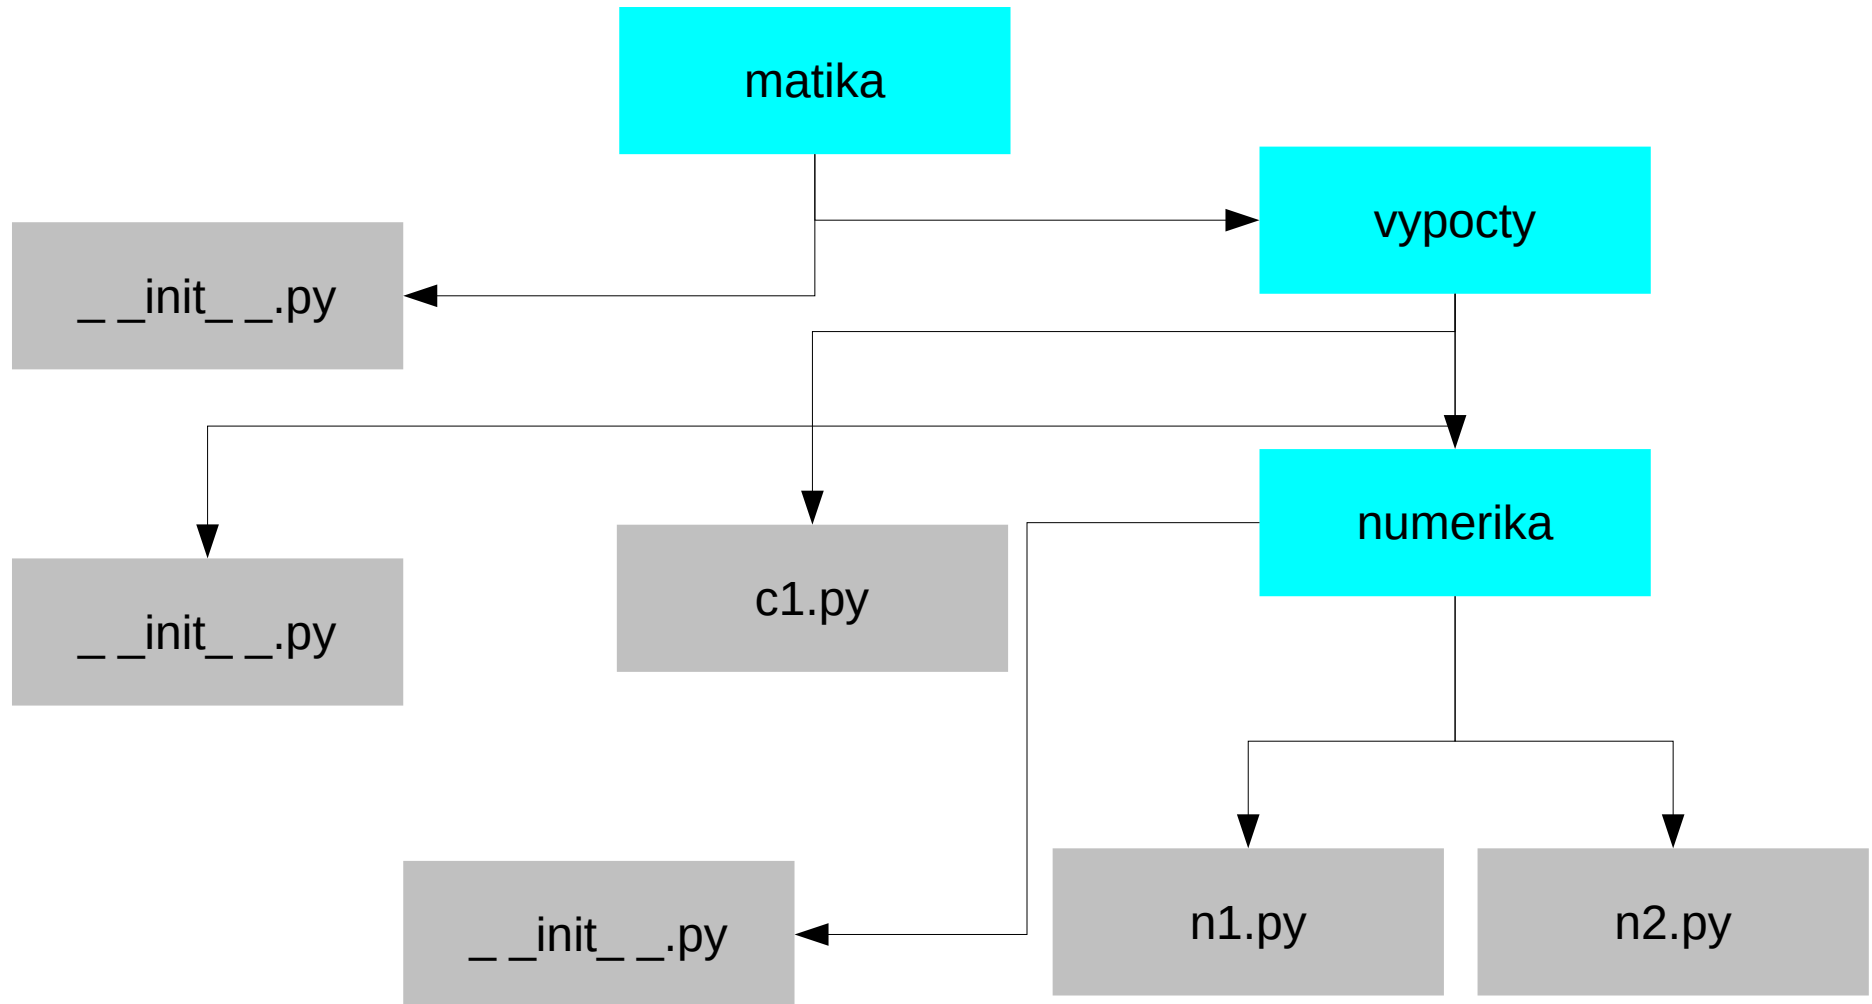 matika
vypocty
_ _init_ _.py
numerika
c1.py
_ _init_ _.py
n1.py
n2.py
_ _init_ _.py